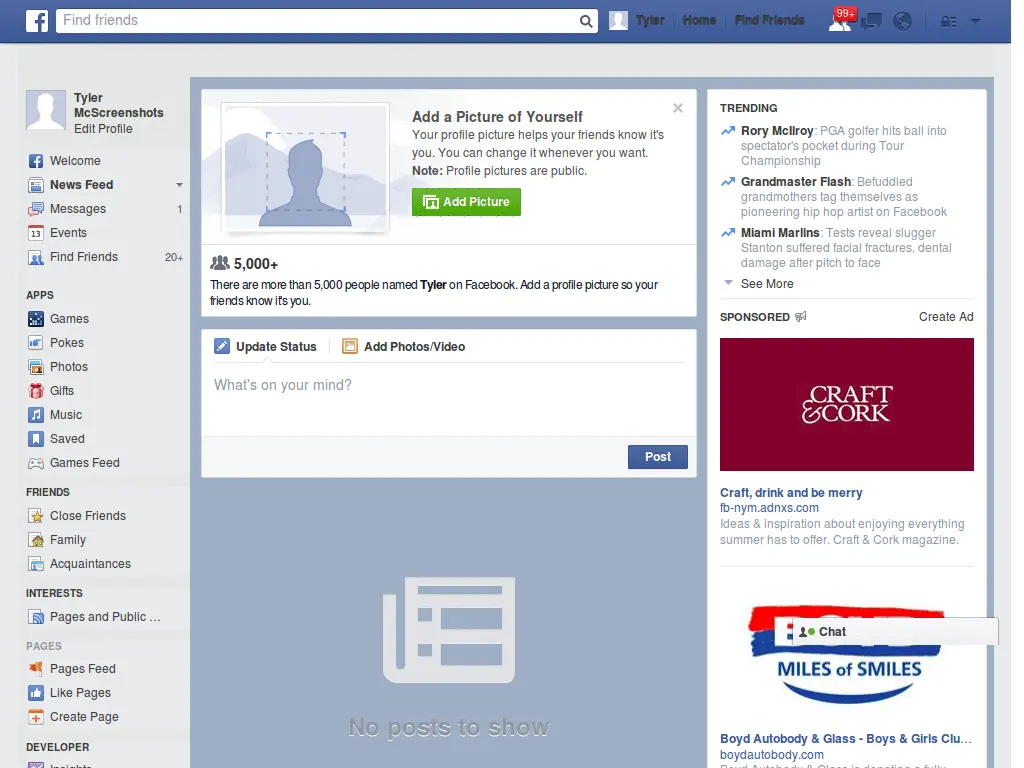 Find friends
Tyler
Home
Find Friends
99+
Tyler
McScreenshots
Edit Profile
Welcome
News Feed
Messages 1
Events
Find Friends 20+
APPS
Games
Pokes
Photos
Gifts
Music
Saved
Games Feed
FRIENDS
Close Friends
Family
Acquaintances
INTERESTS
Pages and Public ...
PAGES
Pages Feed
Like Pages
Create Page
DEVELOPER
Insights
Add a Picture of Yourself
Your profile picture helps your friends know it's
you. You can change it whenever you want.
Note: Profile pictures are public.
Add Picture
5,000+
There are more than 5,000 people named Tyler on Facebook. Add a profile picture so your
friends know it's you.
Update Status
Add Photos/Video
What's on your mind?
Post
No posts to show
TRENDING
Rory McIlroy: PGA golfer hits ball into
spectator's pocket during Tour
Championship
Grandmaster Flash: Befuddled
grandmothers tag themselves as
pioneering hip hop artist on Facebook
Miami Marlins: Tests reveal slugger
Stanton suffered facial fractures, dental
damage after pitch to face
See More
SPONSORED
Create Ad
CRAFT
&CORK
Craft, drink and be merry
fb-nym.adnxs.com
Ideas & inspiration about enjoying everything
summer has to offer. Craft & Cork magazine.
Chat
MILES of SMILES
Boyd Autobody & Glass - Boys & Girls Clu...
boydautobody.com